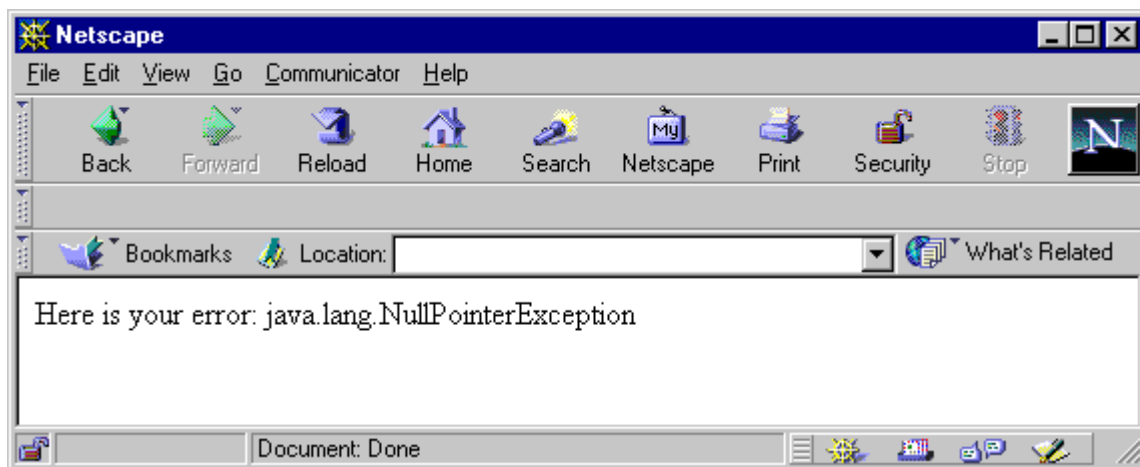 Netscape
File Edit View Go Communicator Help
My N
Back Forward Reload Home Search Netscape Print Security Stop
Bookmarks Location: What's Related
Here is your error: java.lang.NullPointerException
Document: Done